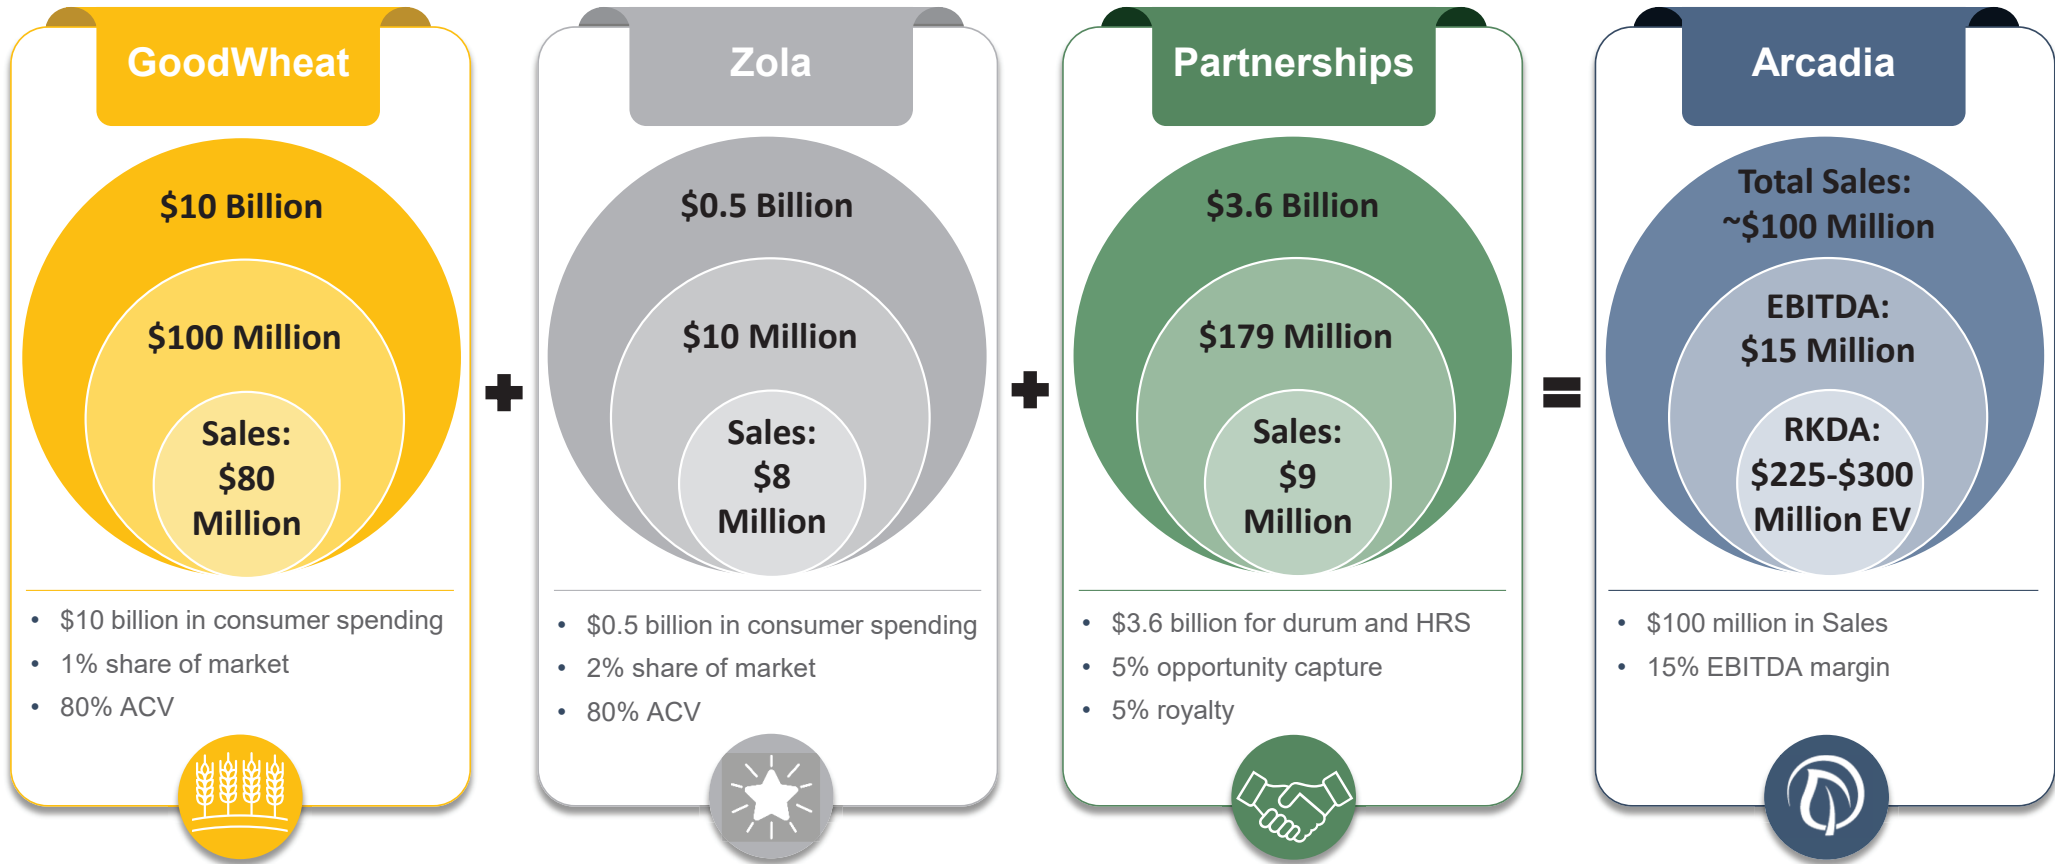 GoodWheat
$10 Billion
$100 Million
Sales:
$80
Million
• $10 billion in consumer spending
• 1% share of market
• 80% ACV
Zola
$0.5 Billion
$10 Million
Sales:
$8
Million
• $0.5 billion in consumer spending
• 2% share of market
• 80% ACV
Partnerships
$3.6 Billion
$179 Million
Sales:
$9
Million
• $3.6 billion for durum and HRS
• 5% opportunity capture
• 5% royalty
Arcadia
Total Sales:
~$100 Million
EBITDA:
$15 Million
RKDA:
$225-$300
Million EV
• $100 million in Sales
• 15% EBITDA margin